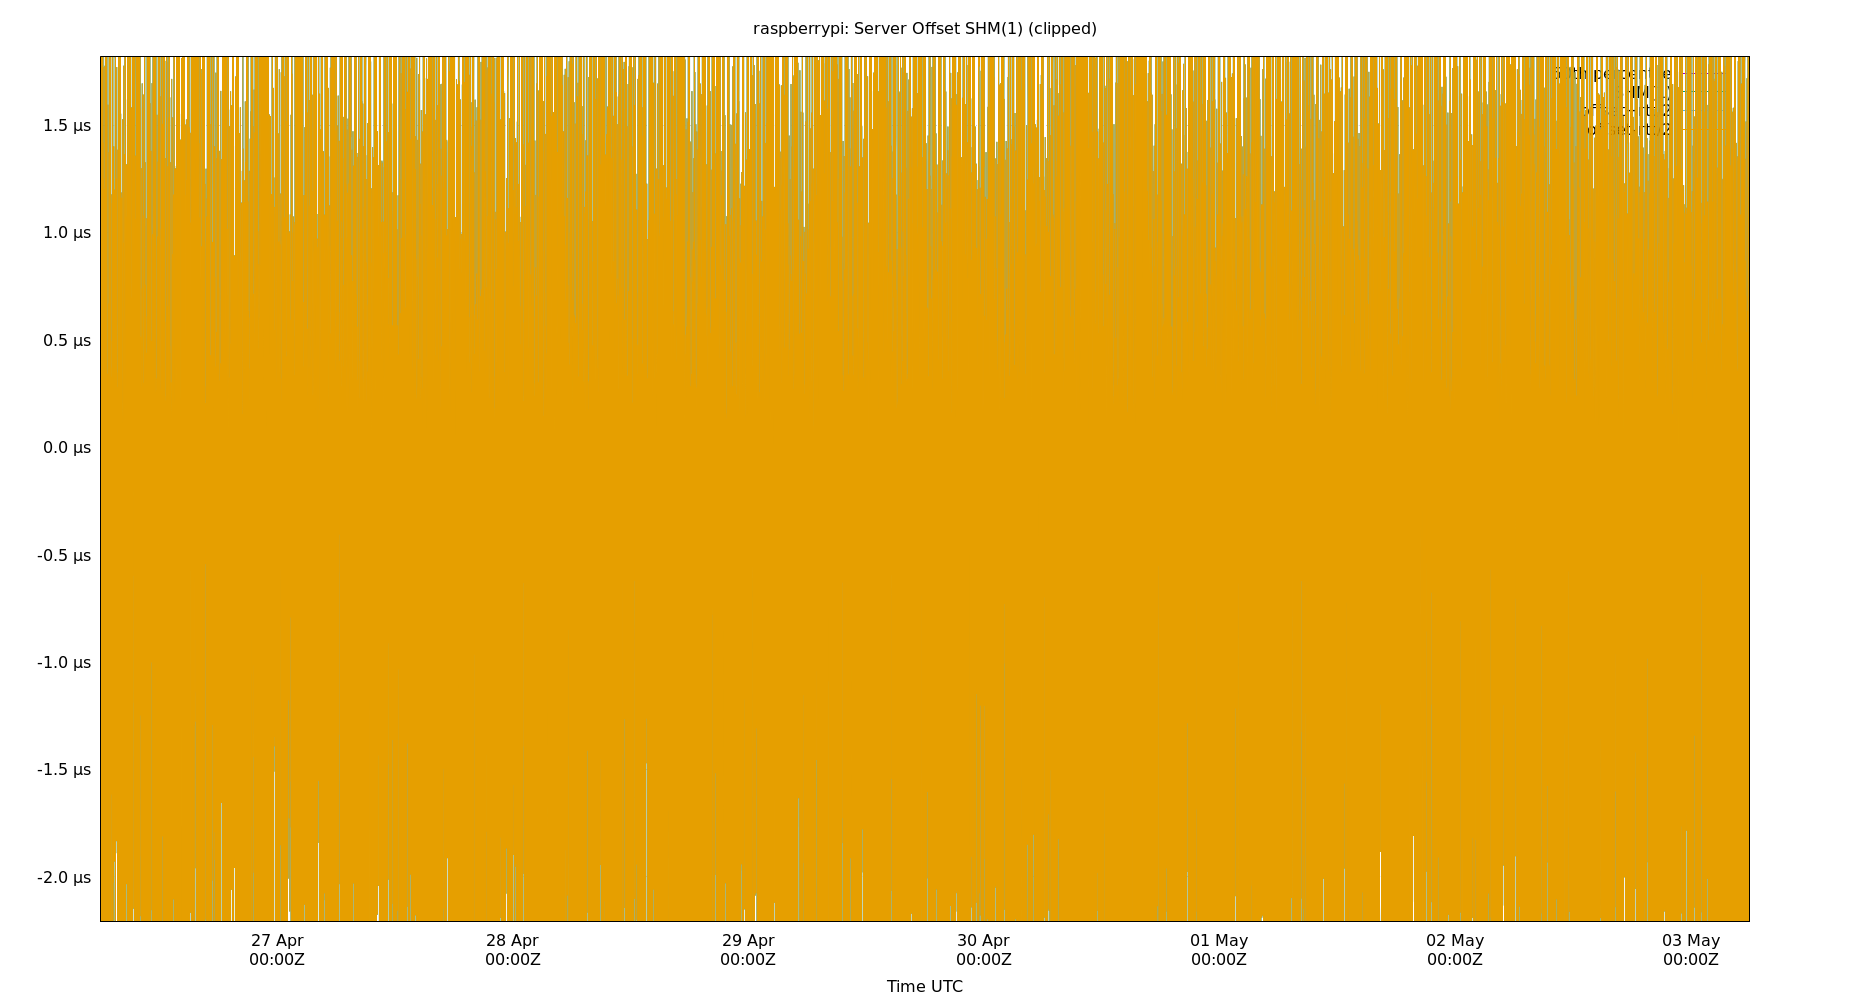 raspberrypi: Server Offset SHM(1) (clipped)
1.5 µs
1.0 µs
0.5 µs
0.0 µs
-0.5 µs
-1.0 µs
-1.5 µs
-2.0 µs
27 Apr
00:00Z
28 Apr
00:00Z
29 Apr
00:00Z
30 Apr
00:00Z
01 May
00:00Z
02 May
00:00Z
03 May
00:00Z
Time UTC